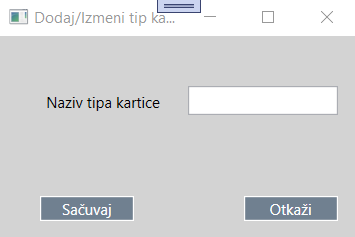 Dodaj/Izmeni tip ka...
Naziv tipa kartice
Sačuvaj
Otkaži